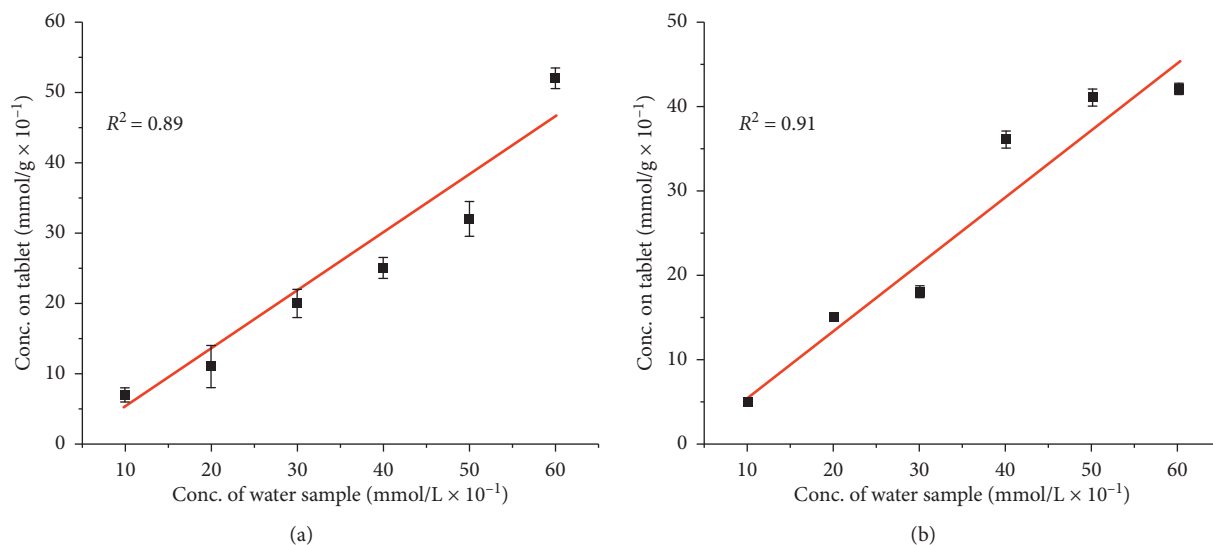 60
50
40
30
20
10
0
Conc. on tablet (mmol/g × 10⁻¹)
R² = 0.89
10 20 30 40 50 60
Conc. of water sample (mmol/L × 10⁻¹)
(a)
50
40
30
20
10
0
Conc. on tablet (mmol/g × 10⁻¹)
R² = 0.91
10 20 30 40 50 60
Conc. of water sample (mmol/L × 10⁻¹)
(b)